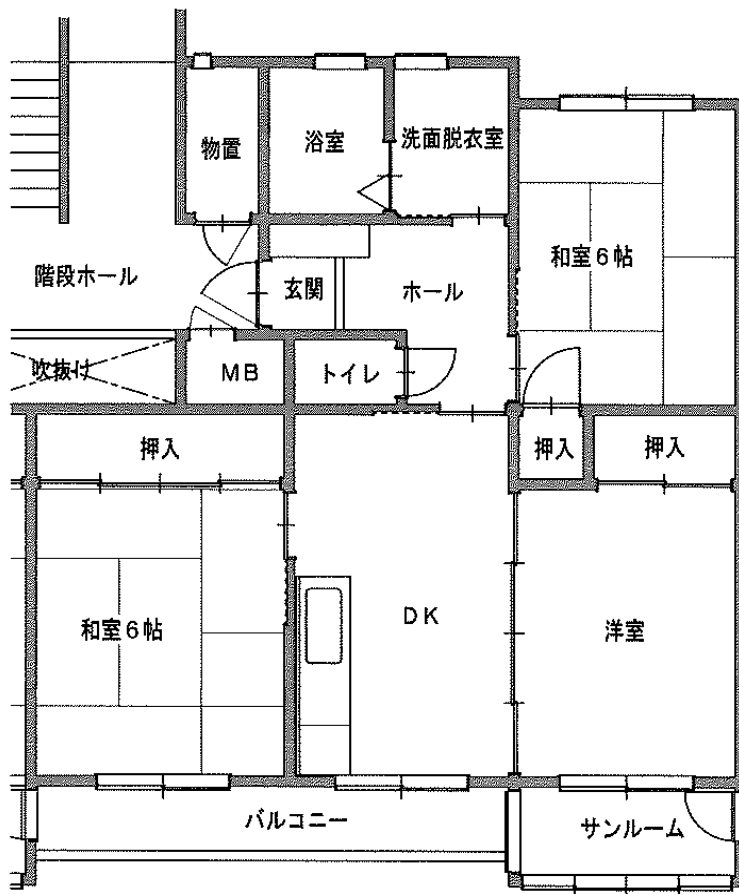 物置
浴室
洗面脱衣室
和室6帖
階段ホール
玄関
ホール
吹抜け
MB
トイレ
押入
押入
押入
和室6帖
DK
洋室
バルコニー
サンルーム